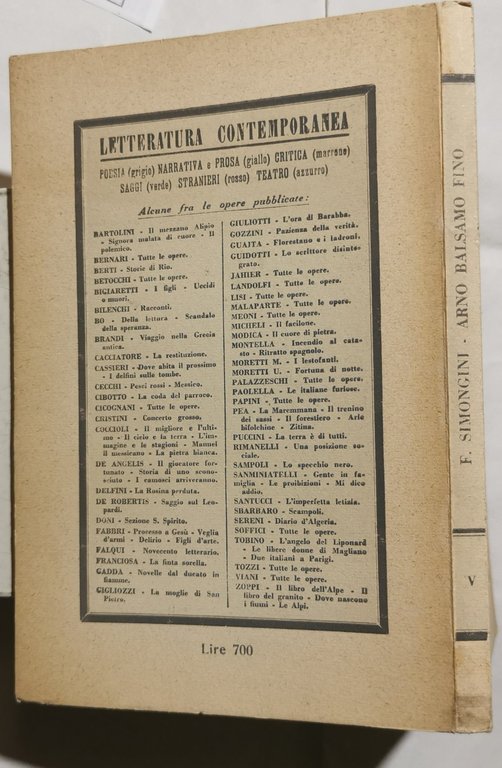 LETTERATURA CONTEMPORANEA
POESIA (grigio) NARRATIVA e PROSA (giallo) CRITICA (marrone)
SAGGI (verde) STRANIERI (rosso) TEATRO (azzurro)
Alcune fra le opere pubblicate:
BARTOLINI - Il mezzano Alipio
- Signora malata di cuore - Il
polemico.
BERNARI - Tutte le opere.
BERTI - Storie di Rio.
BETOCCHI - Tutte le opere.
BIGIARETTI - I figli - Uccidi
o muori.
BILENCHI - Racconti.
BO - Della lettura - Scandalo
della speranza.
BRANDI - Viaggio nella Grecia
antica.
CACCIATORE - La restituzione.
CASSIERI - Dove abita il prossimo
- I delfini sulle tombe.
CECCHI - Pesci rossi - Messico.
CIBOTTO - La coda del parroco.
CICOGNANI - Tutte le opere.
CRISTINI - Concerto grosso.
COCCIOLI - Il migliore e l'ulti-
mo - Il cielo e la terra - L'im-
magine e le stagioni - Manuel
il messicano - La pietra bianca.
DE ANGELIS - Il giocatore for-
tunato - Storia di uno scono-
sciuto - I camosci arriveranno.
DELFINI - La Rosina perduta.
DE ROBERTIS - Saggio sul Leo-
pardi.
DONI - Sezione S. Spirito.
FABBRI - Processo a Gesù - Veglia
d'armi - Delirio - Figli d'arte.
FALQUI - Novecento letterario.
FRANCIOSA - La finta sorella.
GADDA - Novelle dal ducato in
fiamme.
GIGLIOZZI - La moglie di San
Pietro.
GIULIOTTI - L'ora di Barabba.
GOZZINI - Pazienza della verità.
GUAITA - Florestano e i ladroni.
GUIDOTTI - Lo scrittore disinte-
grato.
JAHIER - Tutte le opere.
LANDOLFI - Tutte le opere.
LISI - Tutte le opere.
MALAPARTE - Tutte le opere.
MEONI - Tutte le opere.
MICHELI - Il facilone.
MODICA - Il cuore di pietra.
MONTELLA - Incendio al cata-
sto - Ritratto spagnolo.
MORETTI M. - I lestofanti.
MORETTI U. - Fortuna di notte.
PALAZZESCHI - Tutte le opere.
PAOLELLA - Le italiane furiose.
PAPINI - Tutte le opere.
PEA - La Maremmana - Il trenino
dei sassi - Il forestiero - Arie
bifolchine - Zitina.
PUCCINI - La terra è di tutti.
RIMANELLI - Una posizione so-
ciale.
SAMPOLI - Lo specchio nero.
SANMINIATELLI - Gente in fa-
miglia - Le proibizioni - Mi dico
addio.
SANTUCCI - L'imperfetta letizia.
SBARBARO - Scampoli.
SERENI - Diario d'Algeria.
SOFFICI - Tutte le opere.
TOBINO - L'angelo del Liponard
- Le libere donne di Magliano
- Due italiani a Parigi.
TOZZI - Tutte le opere.
VIANI - Tutte le opere.
ZOPPI - Il libro dell'Alpe - Il
libro del granito - Dove nascono
i fiumi - Le Alpi.
Lire 700
F. SIMONGINI - ARNO BALSAMO FINO
V